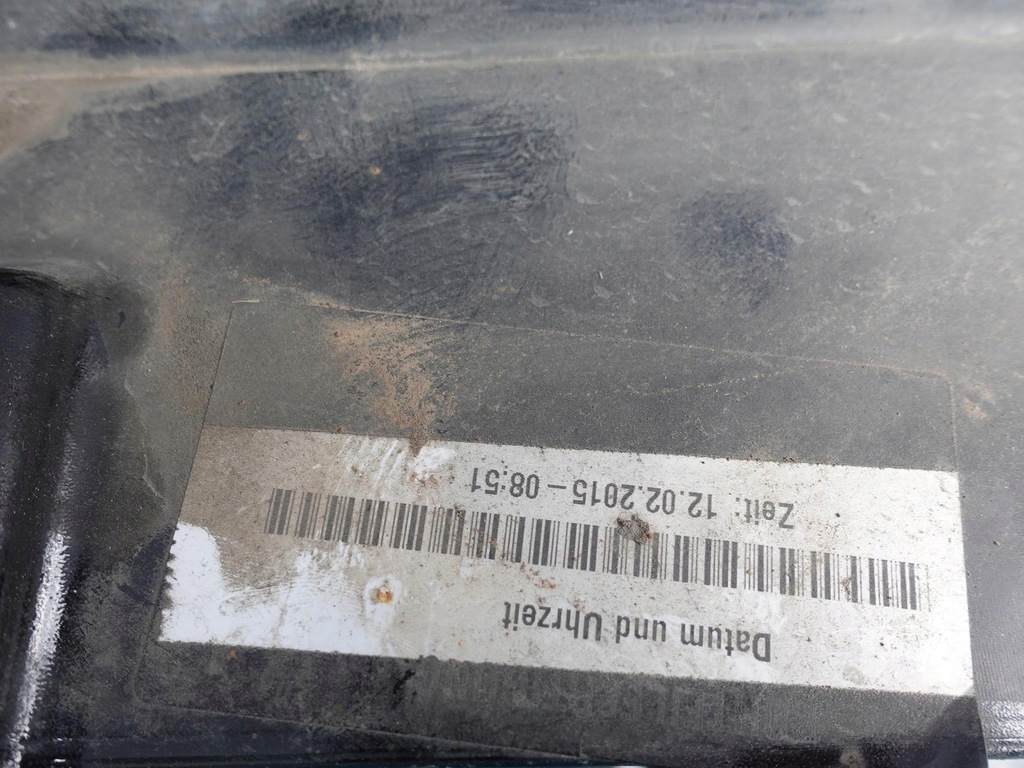 Datum und Uhrzeit
Zeit: 12.02.2015 – 08:51